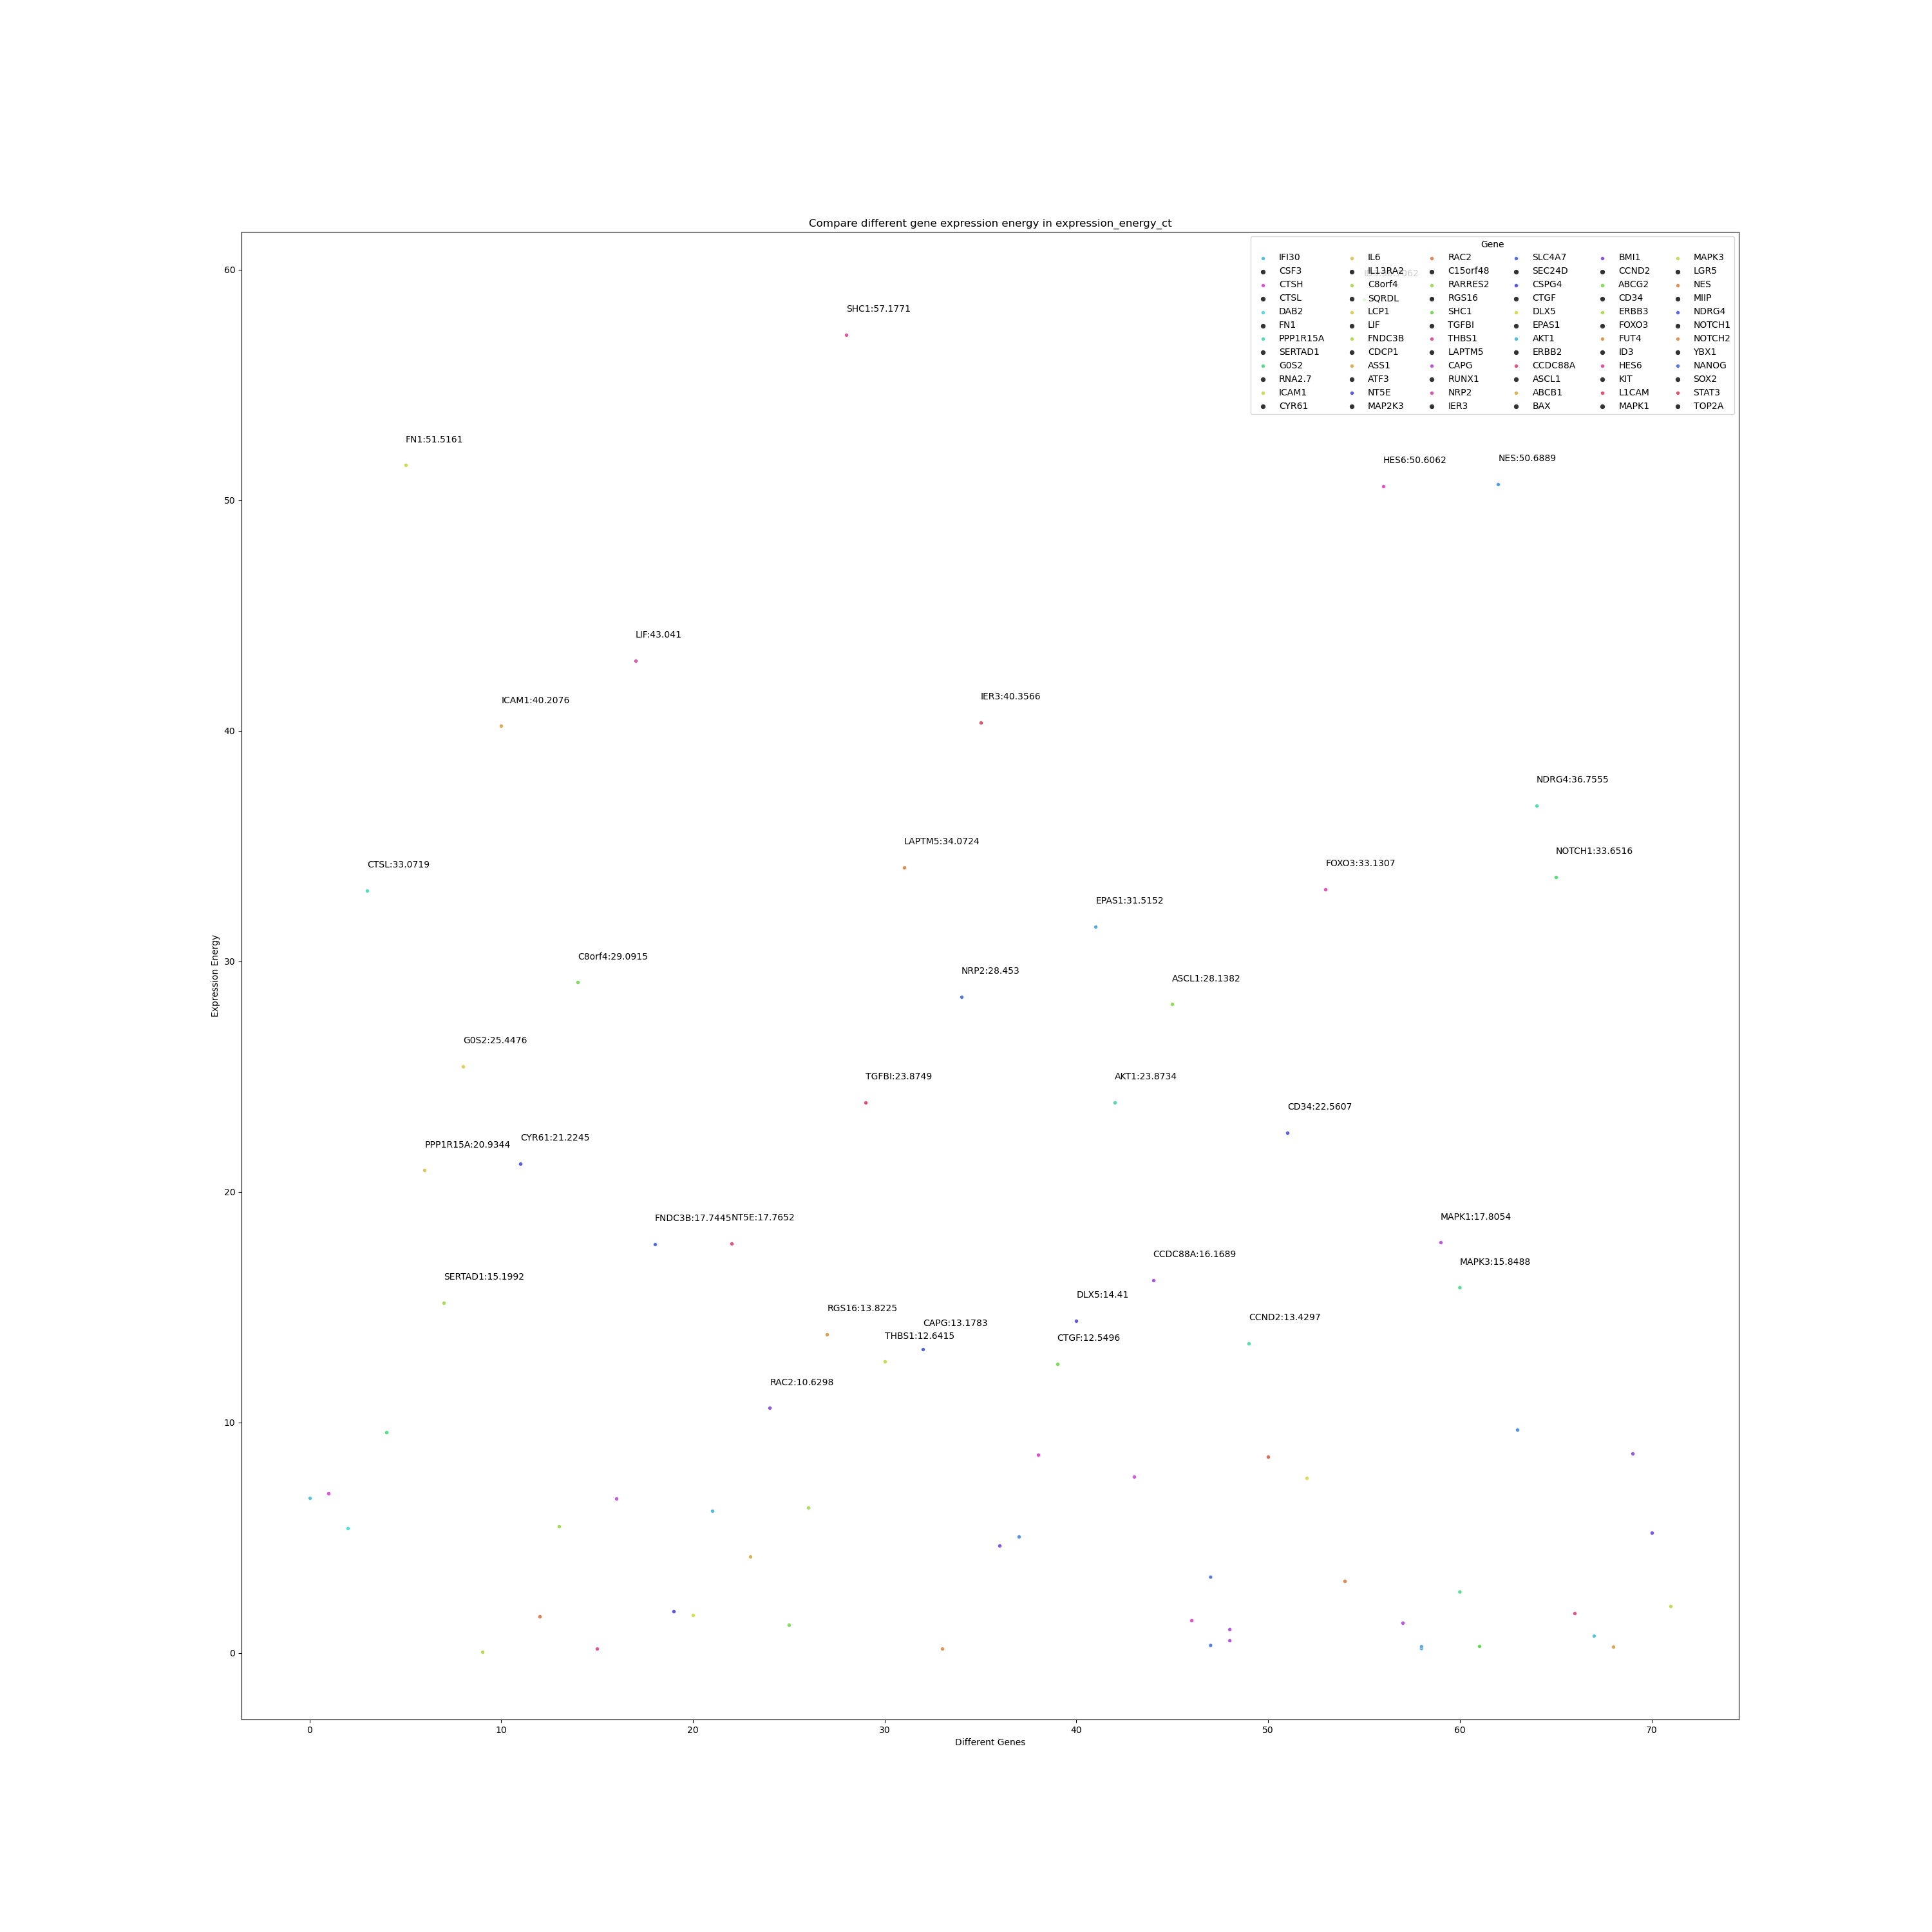 Compare different gene expression energy in expression_energy_ct
Gene
IFI30 IL6 RAC2 SLC4A7 BMI1 MAPK3
CSF3 IL13RA2 C15orf48 SEC24D CCND2 LGR5
CTSH C8orf4 RARRES2 CSPG4 ABCG2 NES
CTSL SQRDL RGS16 CTGF CD34 MIIP
DAB2 LCP1 SHC1 DLX5 ERBB3 NDRG4
FN1 LIF TGFBI EPAS1 FOXO3 NOTCH1
PPP1R15A FNDC3B THBS1 AKT1 FUT4 NOTCH2
SERTAD1 CDCP1 LAPTM5 ERBB2 ID3 YBX1
G0S2 ASS1 CAPG CCDC88A HES6 NANOG
RNA2.7 ATF3 RUNX1 ASCL1 KIT SOX2
ICAM1 NT5E NRP2 ABCB1 L1CAM STAT3
CYR61 MAP2K3 IER3 BAX MAPK1 TOP2A
60
SHC1:57.1771
FN1:51.5161
HES6:50.6062
NES:50.6889
50
LIF:43.041
ICAM1:40.2076
IER3:40.3566
40
NDRG4:36.7555
LAPTM5:34.0724
NOTCH1:33.6516
CTSL:33.0719
FOXO3:33.1307
EPAS1:31.5152
30
C8orf4:29.0915
NRP2:28.453
ASCL1:28.1382
G0S2:25.4476
TGFBI:23.8749
AKT1:23.8734
CD34:22.5607
PPP1R15A:20.9344
CYR61:21.2245
20
FNDC3B:17.7445
NT5E:17.7652
MAPK1:17.8054
CCDC88A:16.1689
MAPK3:15.8488
SERTAD1:15.1992
DLX5:14.41
RGS16:13.8225
CCND2:13.4297
CAPG:13.1783
THBS1:12.6415
CTGF:12.5496
RAC2:10.6298
10
0
Expression Energy
0 10 20 30 40 50 60 70
Different Genes